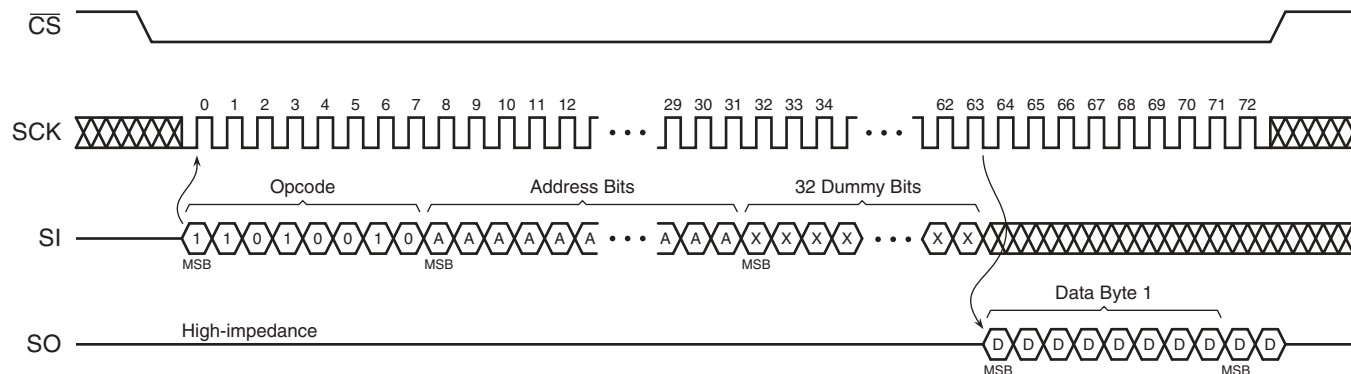 CS
0 1 2 3 4 5 6 7 8 9 10 11 12 29 30 31 32 33 34 62 63 64 65 66 67 68 69 70 71 72
SCK
Opcode Address Bits 32 Dummy Bits
SI 1 1 0 1 0 0 1 0 A A A A A A A A A X X X X X X
MSB MSB MSB
Data Byte 1
High-impedance
SO D D D D D D D D D D
MSB MSB